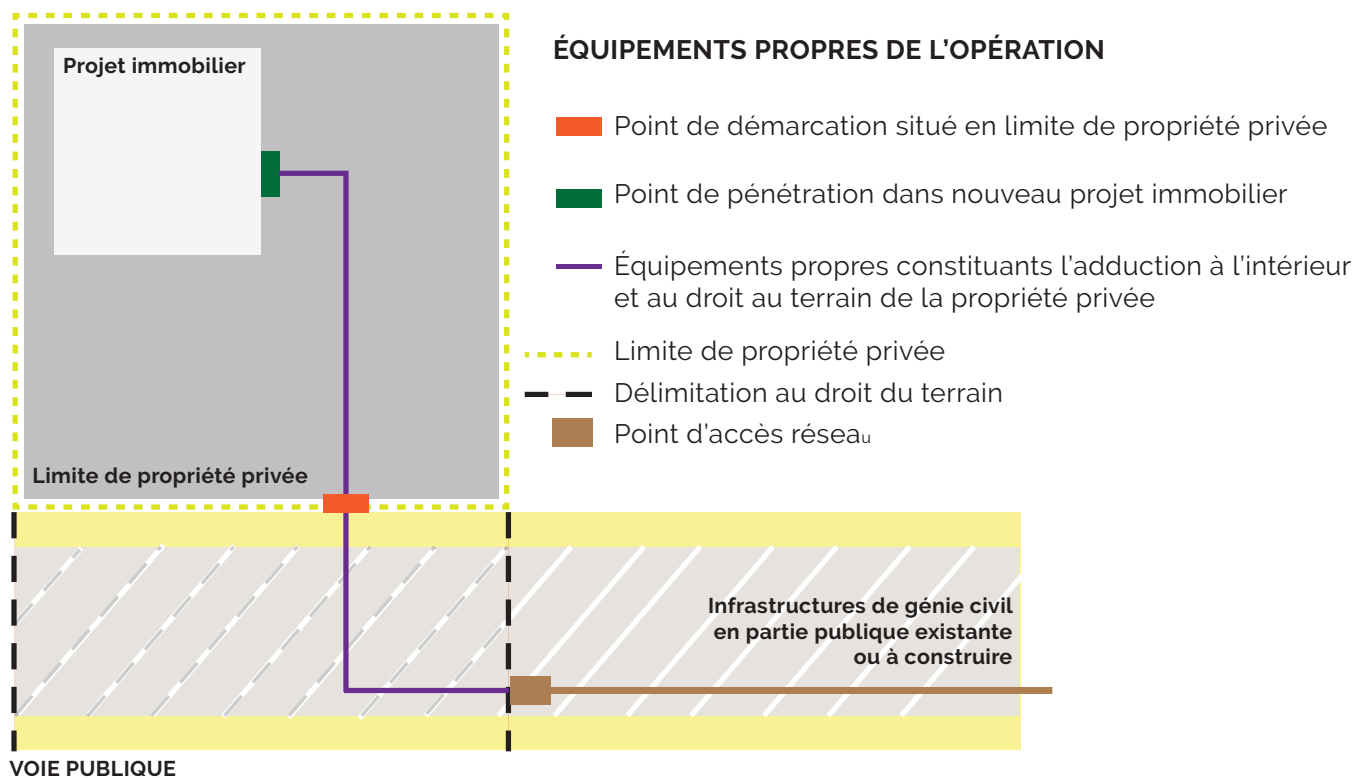 Projet immobilier
ÉQUIPEMENTS PROPRES DE L'OPÉRATION
Point de démarcation situé en limite de propriété privée
Point de pénétration dans nouveau projet immobilier
Équipements propres constituants l'adduction à l'intérieur
et au droit au terrain de la propriété privée
Limite de propriété privée
Délimitation au droit du terrain
Point d'accès réseau
Limite de propriété privée
Infrastructures de génie civil
en partie publique existante
ou à construire
VOIE PUBLIQUE